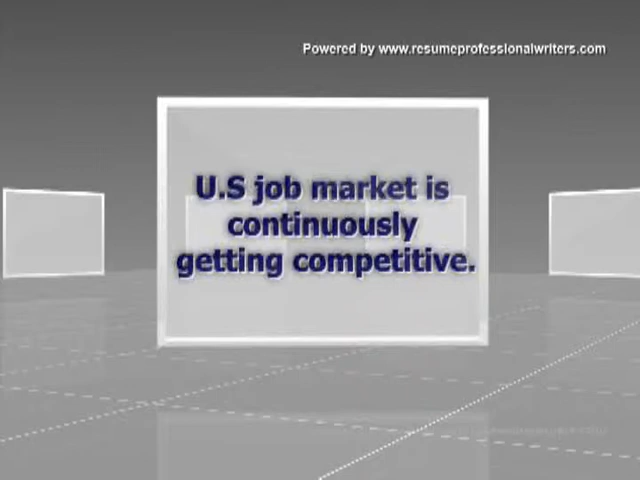 Powered by www.resumeprofessionalwriters.com
U.S job market is
continuously
getting competitive.